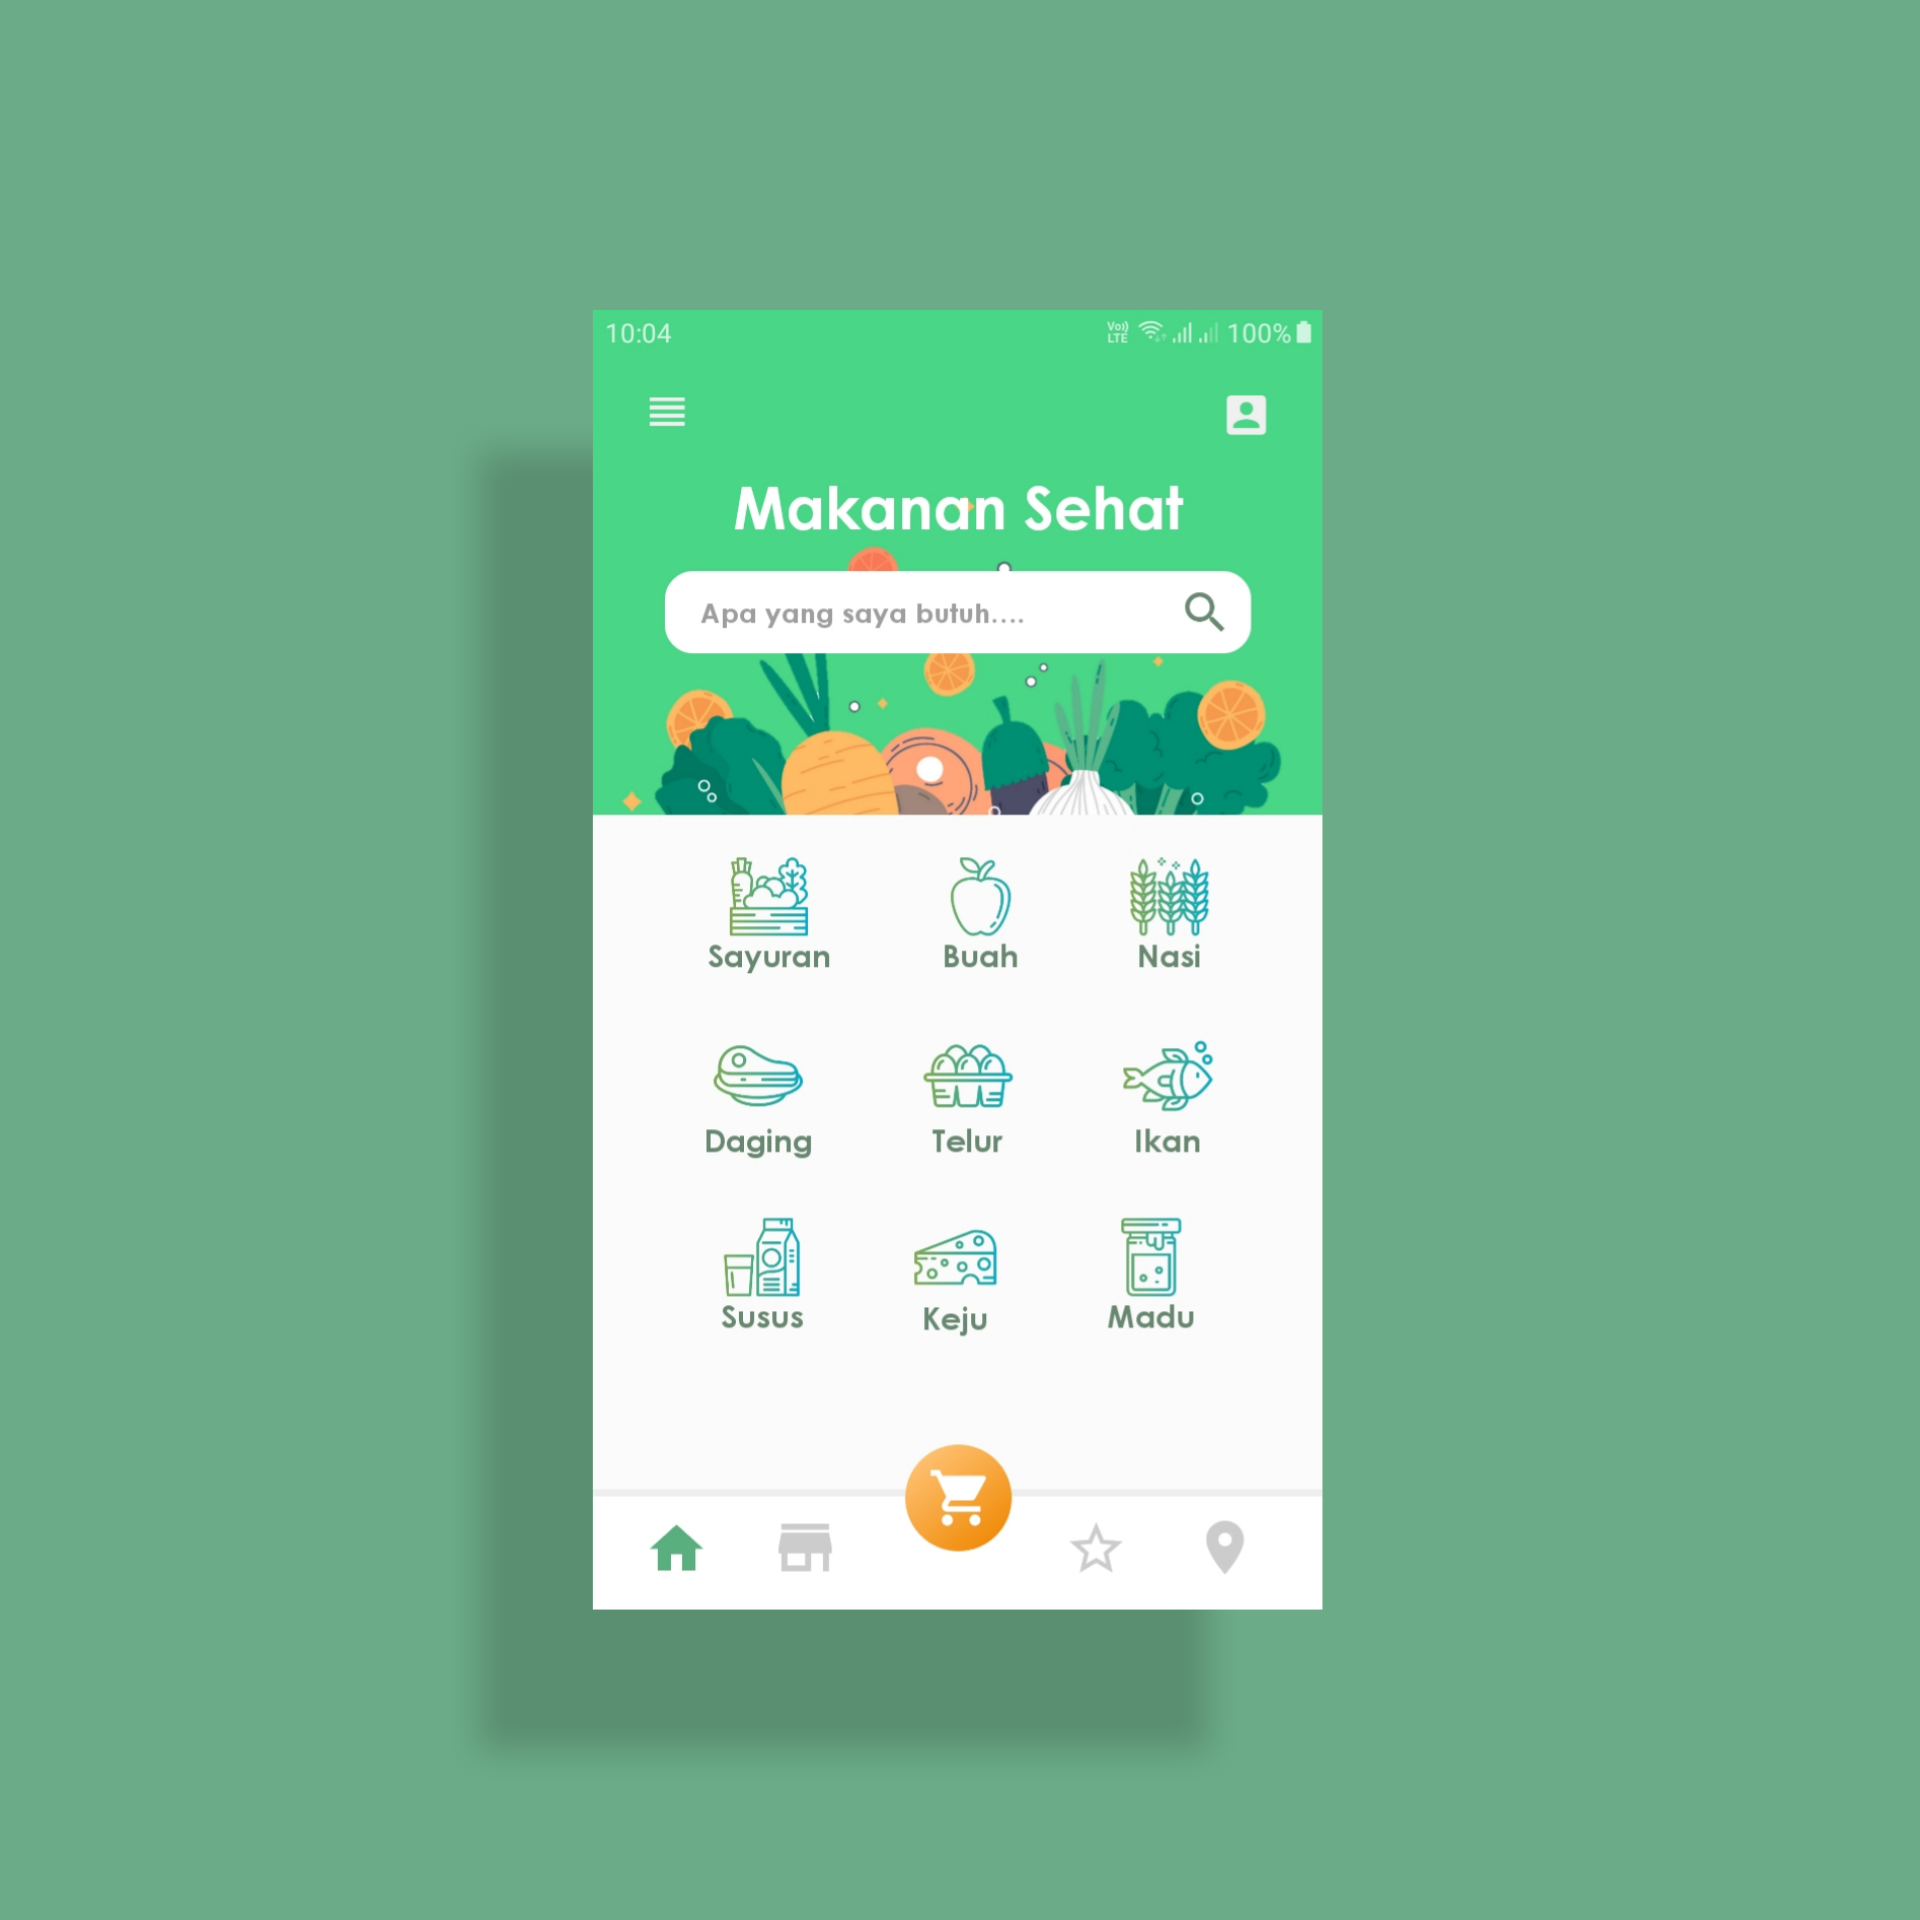 10:04
Vo)) LTE 100%
Makanan Sehat
Apa yang saya butuh....
Sayuran Buah Nasi
Daging Telur Ikan
Susus Keju Madu